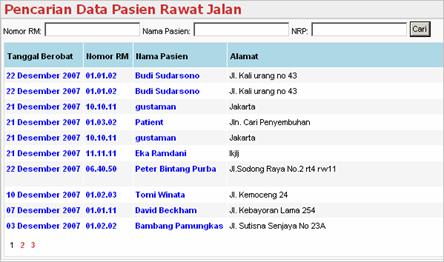 Pencarian Data Pasien Rawat Jalan
Nomor RM: Nama Pasien: NRP: Cari
Tanggal Berobat Nomor RM Nama Pasien Alamat
22 Desember 2007 01.01.02 Budi Sudarsono Jl. Kali urang no 43
22 Desember 2007 01.01.02 Budi Sudarsono Jl. Kali urang no 43
21 Desember 2007 10.10.11 gustaman Jakarta
21 Desember 2007 01.03.02 Patient Jln. Cari Penyembuhan
21 Desember 2007 10.10.11 gustaman Jakarta
21 Desember 2007 11.11.11 Eka Ramdani lkjlj
22 Desember 2007 06.40.50 Peter Bintang Purba Jl.Sodong Raya No.2 rt4 rw11
10 Desember 2007 01.02.03 Tomi Winata Jl. Kemoceng 24
07 Desember 2007 01.01.11 David Beckham Jl. Kebayoran Lama 254
03 Desember 2007 01.02.02 Bambang Pamungkas Jl. Sutisna Senjaya No 23A
1 2 3